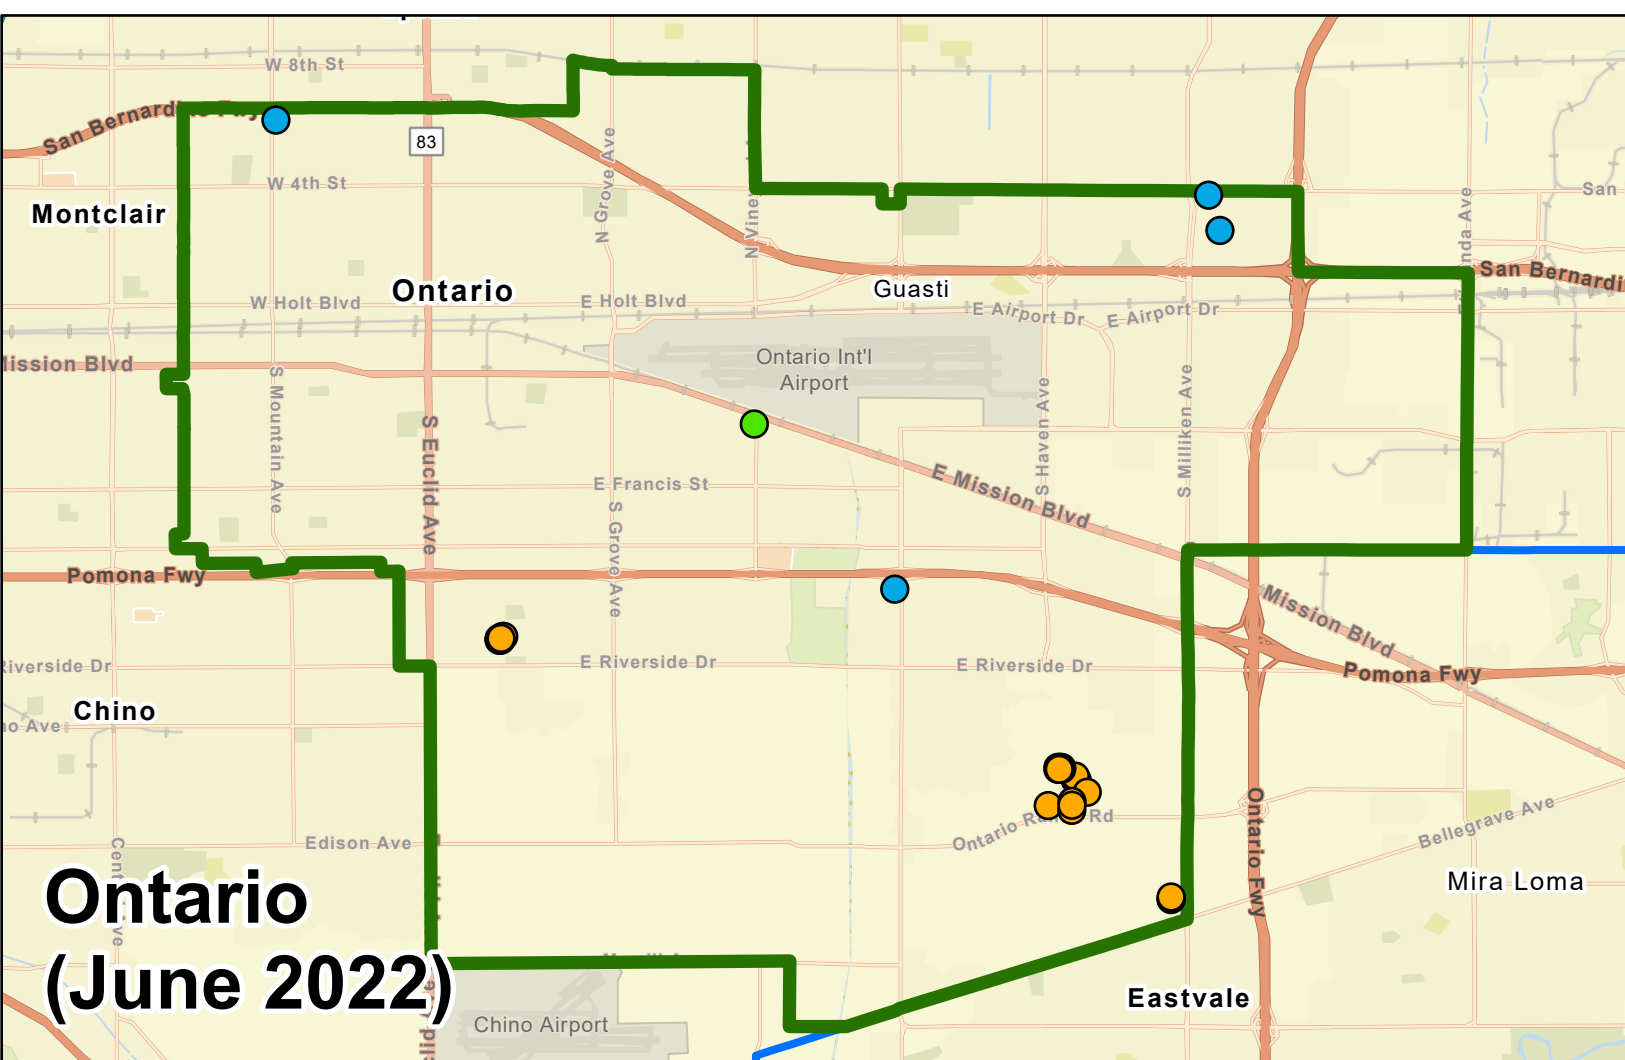 W 8th St
San Bernardino Fwy
83
W 4th St
N Grove Ave
San
Montclair
Ontario
Guasti
San Bernardi
W Holt Blvd
E Holt Blvd
E Airport Dr
E Airport Dr
Mission Blvd
Ontario Int'l
Airport
S Mountain Ave
S Euclid Ave
S Haven Ave
S Milliken Ave
E Francis St
E Mission Blvd
S Grove Ave
Pomona Fwy
Mission Blvd
Riverside Dr
E Riverside Dr
E Riverside Dr
Pomona Fwy
Chino
no Ave
Ontario Ranch Rd
Ontario Fwy
Bellegrave Ave
Edison Ave
Mira Loma
Ontario
(June 2022)
Eastvale
Chino Airport